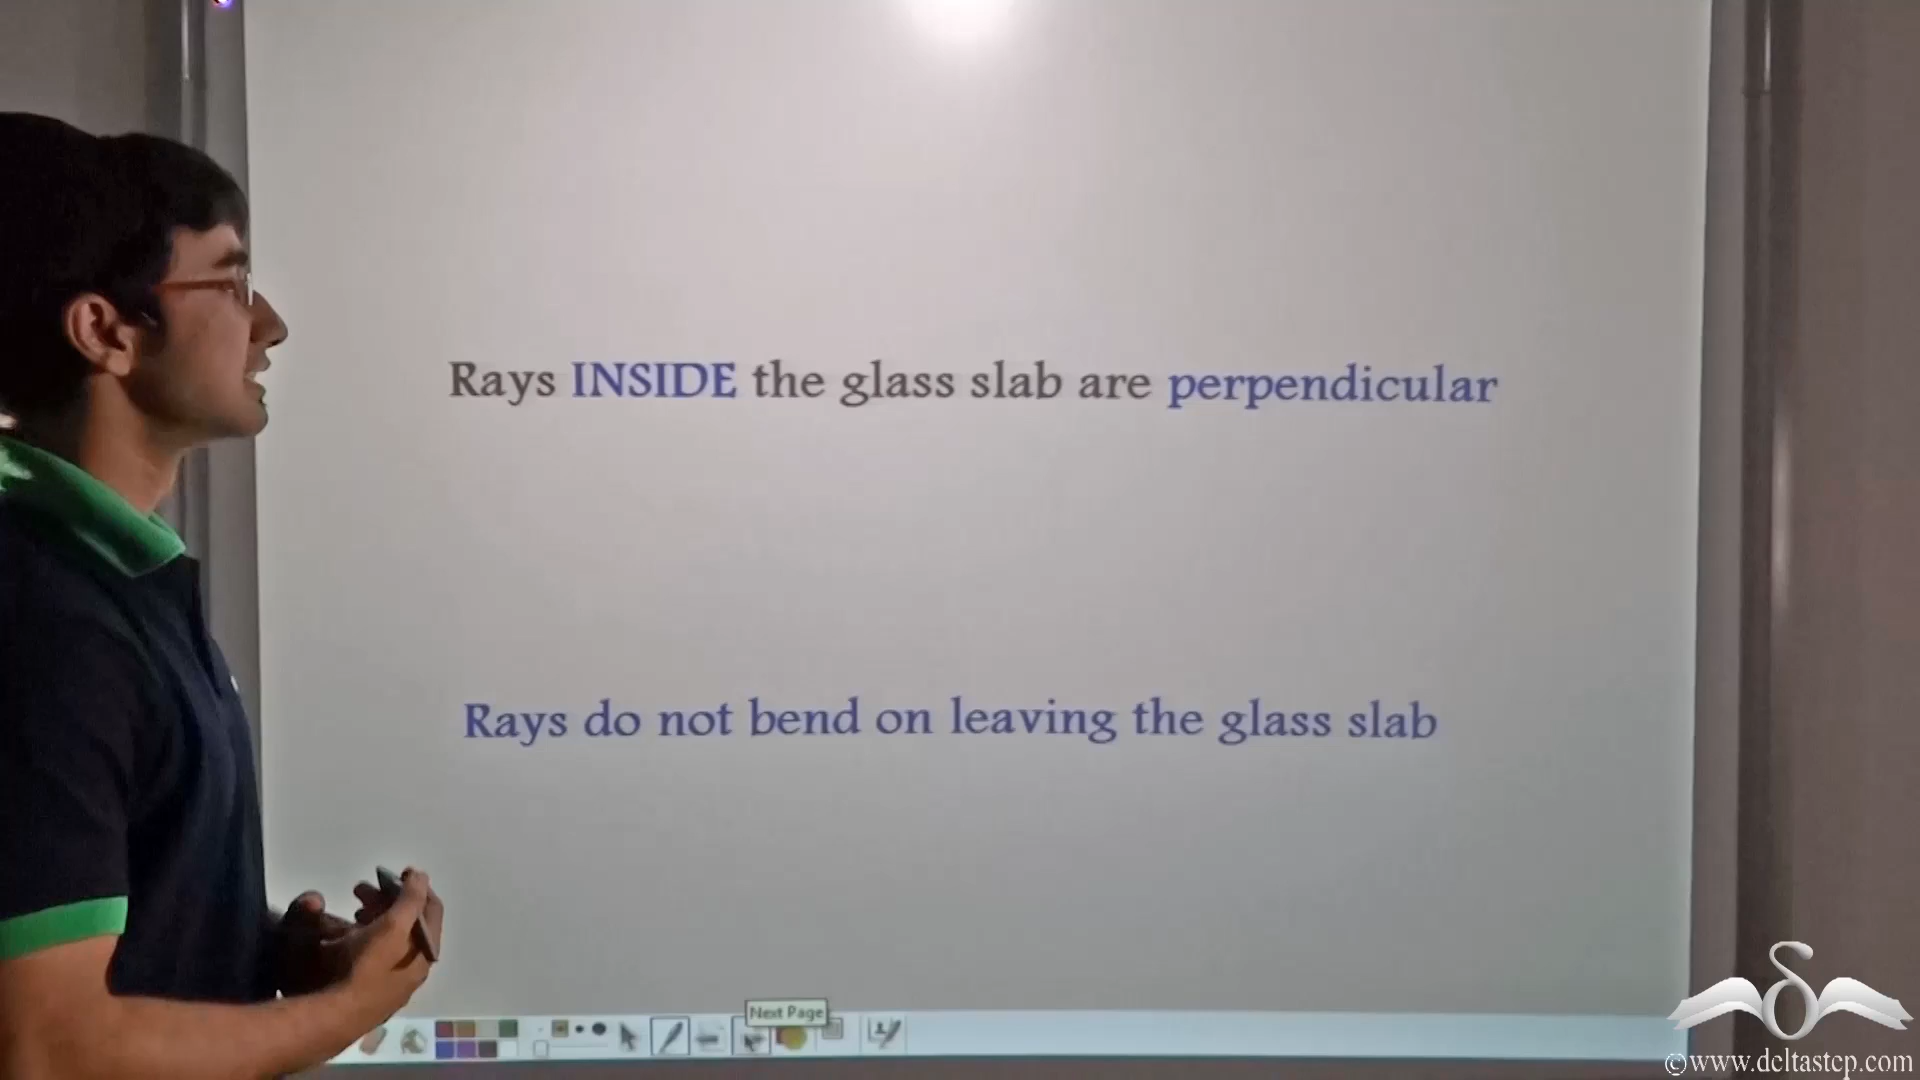 Rays INSIDE the glass slab are perpendicular
Rays do not bend on leaving the glass slab
Next Page
©www.deltastep.com